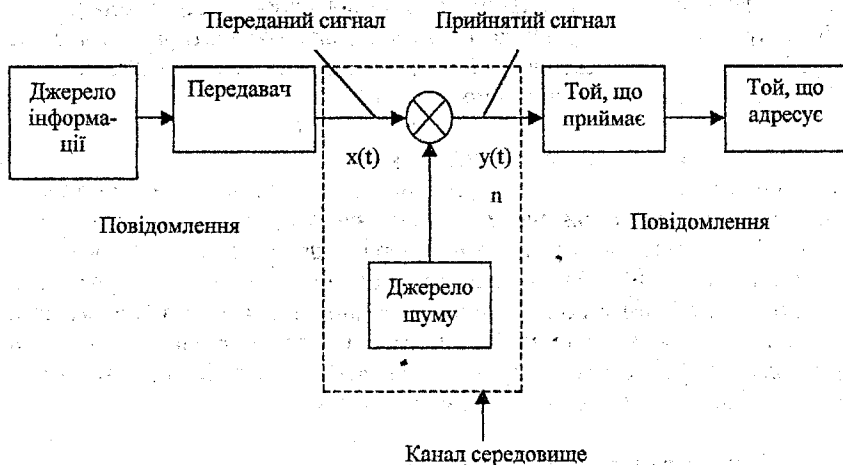 Переданий сигнал
Прийнятий сигнал
Джерело
інформа-
ції
Передавач
Той, що
приймає
Той, що
адресує
x(t)
y(t)
n
Повідомлення
Повідомлення
Джерело
шуму
Канал середовище